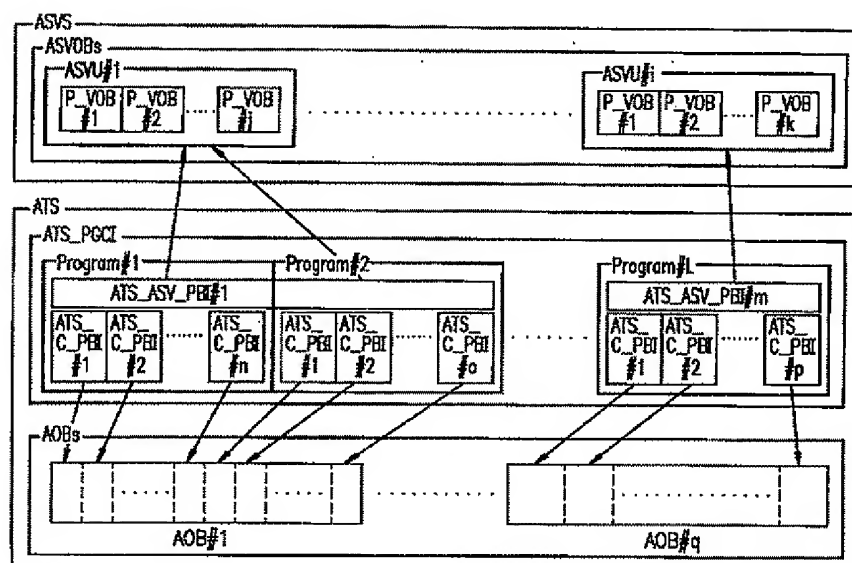 ASVS
ASVOBs
ASVU#1
ASVU#i
P_VOB #1
P_VOB #2
P_VOB #j
P_VOB #1
P_VOB #2
P_VOB #k
ATS
ATS_PGCI
Program#1
Program#2
Program#L
ATS_ASV_PBI#1
ATS_ASV_PBI#m
ATS_ C_PBI #1
ATS_ C_PBI #2
ATS_ C_PBI #n
ATS_ C_PBI #1
ATS_ C_PBI #2
ATS_ C_PBI #o
ATS_ C_PBI #1
ATS_ C_PBI #2
ATS_ C_PBI #p
AOBs
AOB#1
AOB#q